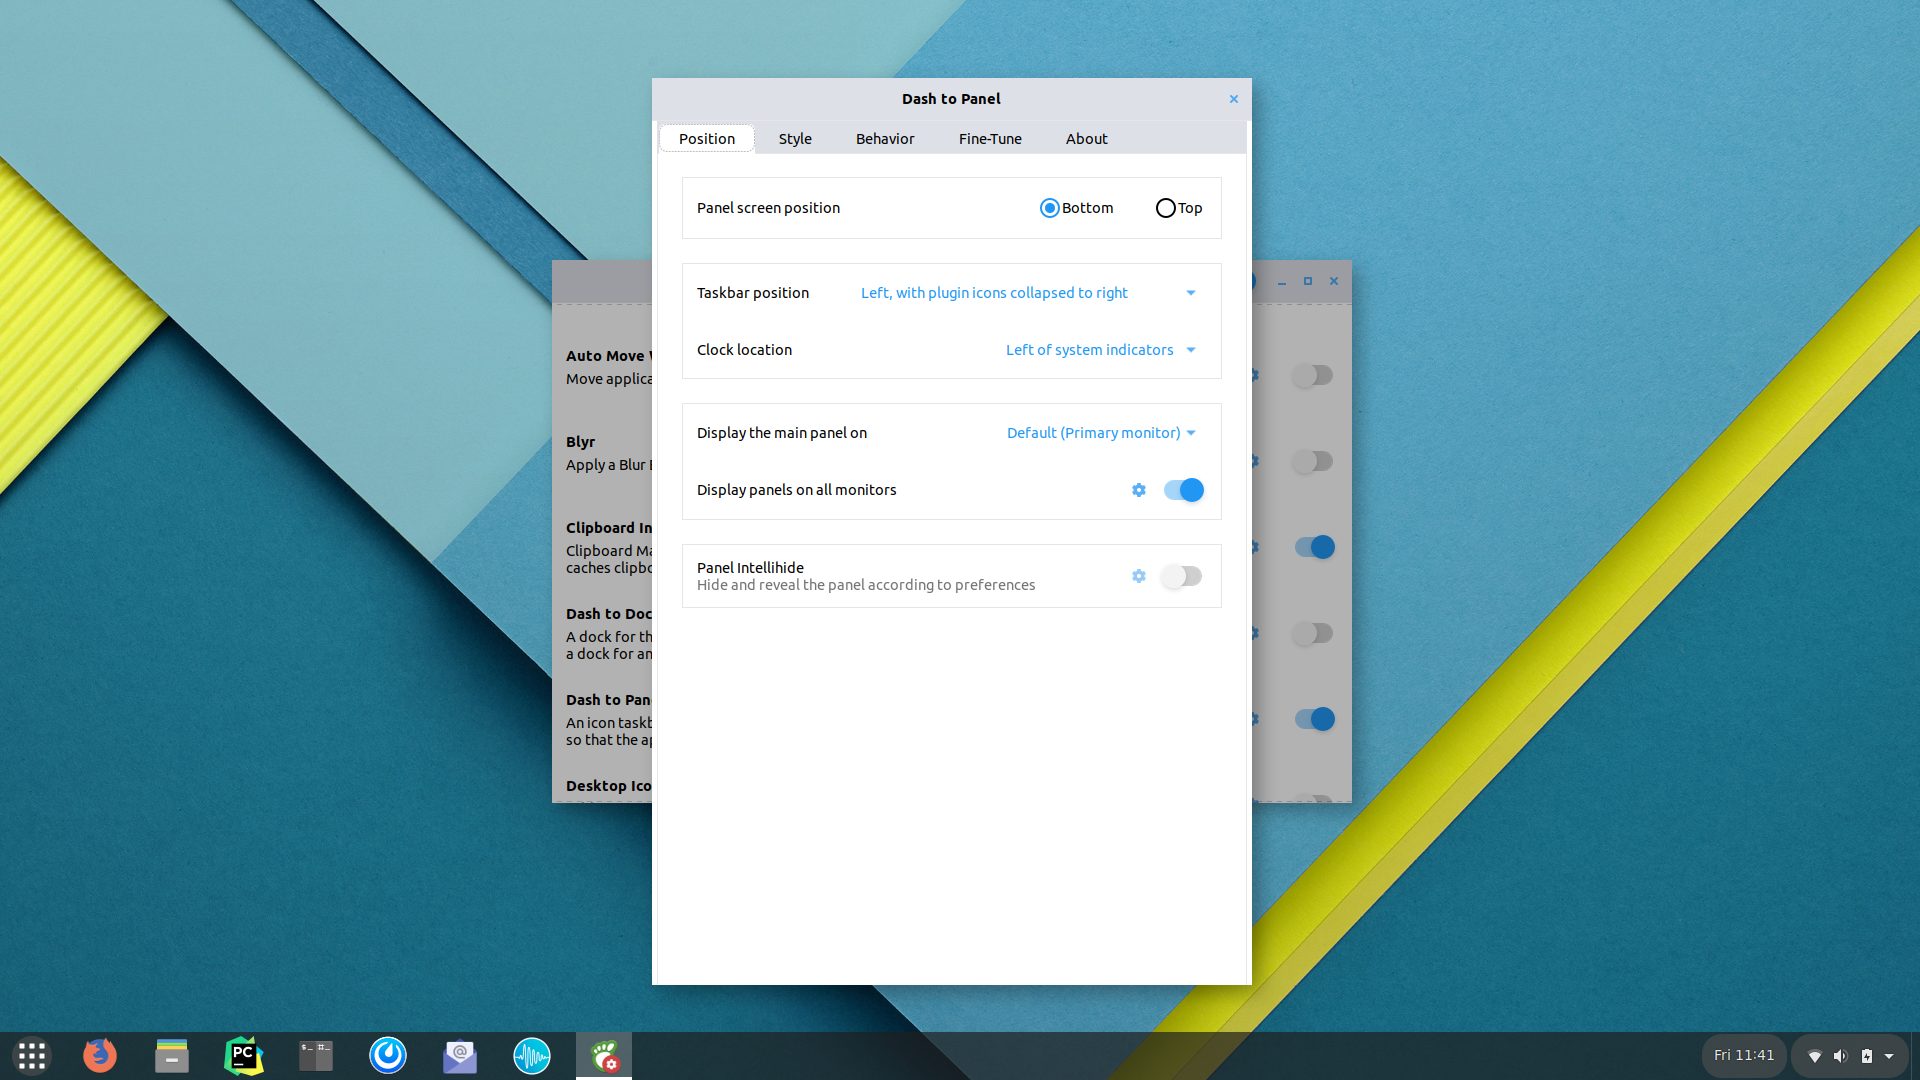 Dash to Panel
Position Style Behavior Fine-Tune About
Panel screen position Bottom Top
Taskbar position Left, with plugin icons collapsed to right
Clock location Left of system indicators
Display the main panel on Default (Primary monitor)
Display panels on all monitors
Panel Intellihide
Hide and reveal the panel according to preferences
Auto Move
Move applica
Blyr
Apply a Blur
Clipboard In
Clipboard Ma
caches clipbo
Dash to Doc
A dock for th
a dock for an
Dash to Pan
An icon taskb
so that the ap
Desktop Ico
PC
$_ #_
@
Fri 11:41